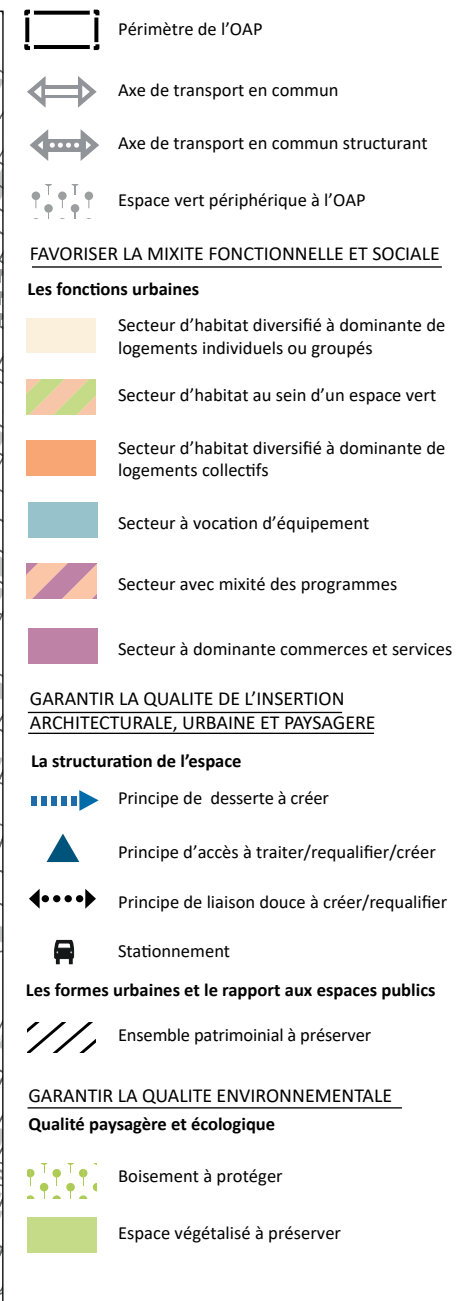 Périmètre de l’OAP
Axe de transport en commun
Axe de transport en commun structurant
Espace vert périphérique à l’OAP
FAVORISER LA MIXITE FONCTIONNELLE ET SOCIALE
Les fonctions urbaines
Secteur d’habitat diversifié à dominante de
logements individuels ou groupés
Secteur d’habitat au sein d’un espace vert
Secteur d’habitat diversifié à dominante de
logements collectifs
Secteur à vocation d’équipement
Secteur avec mixité des programmes
Secteur à dominante commerces et services
GARANTIR LA QUALITE DE L’INSERTION
ARCHITECTURALE, URBAINE ET PAYSAGERE
La structuration de l’espace
Principe de desserte à créer
Principe d’accès à traiter/requalifier/créer
Principe de liaison douce à créer/requalifier
Stationnement
Les formes urbaines et le rapport aux espaces publics
Ensemble patrimoinial à préserver
GARANTIR LA QUALITE ENVIRONNEMENTALE
Qualité paysagère et écologique
Boisement à protéger
Espace végétalisé à préserver